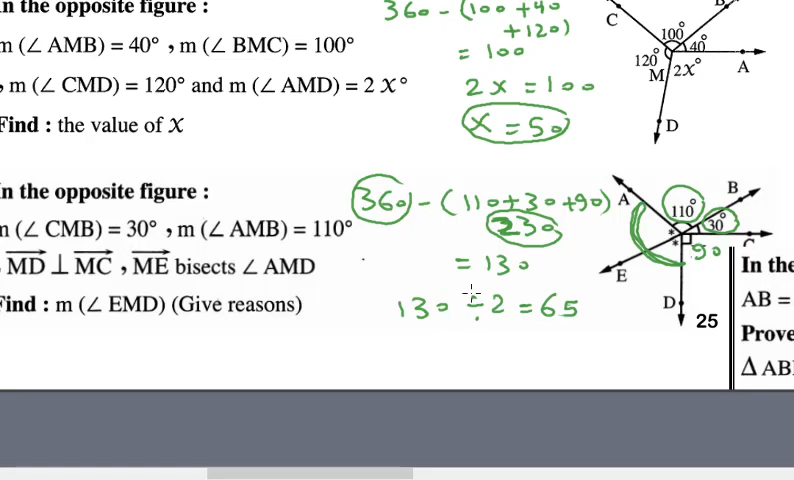 In the opposite figure :
m (∠ AMB) = 40° , m (∠ BMC) = 100°
, m (∠ CMD) = 120° and m (∠ AMD) = 2 x°
Find : the value of x
360 - (100 + 40
+ 120)
= 100
2 x = 100
x = 50
C
B
100°
40°
120°
M
2x°
A
D
In the opposite figure :
m (∠ CMB) = 30° , m (∠ AMB) = 110°
MD ⊥ MC , ME bisects ∠ AMD
Find : m (∠ EMD) (Give reasons)
360 - (110 + 30 + 90)
230
= 130
130 ÷ 2 = 65
A
B
110°
30°
90
E
D
25
In the
AB =
Prove
Δ AB